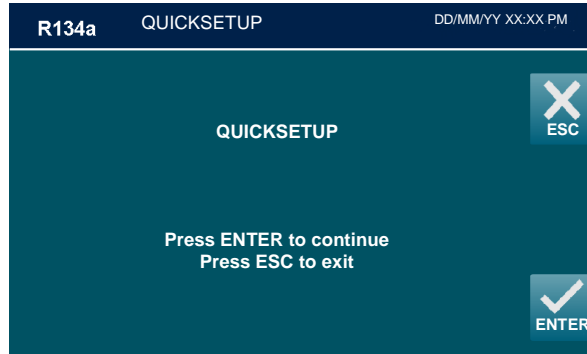 R134a QUICKSETUP DD/MM/YY XX:XX PM
ESC
QUICKSETUP
Press ENTER to continue
Press ESC to exit
ENTER